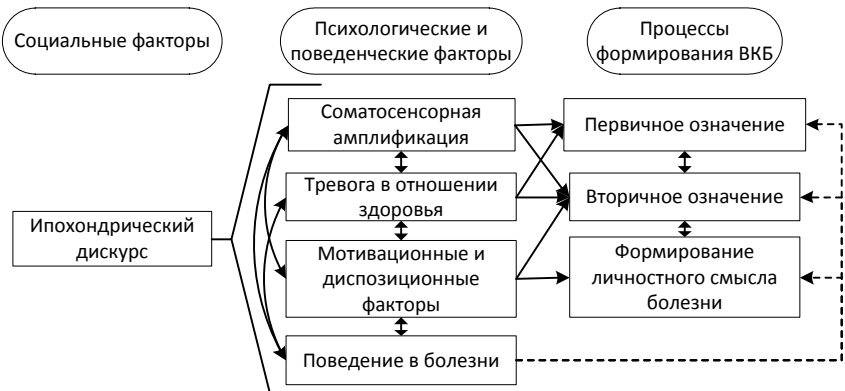 Социальные факторы
Психологические и
поведенческие факторы
Процессы
формирования ВКБ
Соматосенсорная
амплификация
Первичное означение
Тревога в отношении
здоровья
Вторичное означение
Ипохондрический
дискурс
Мотивационные и
диспозиционные
факторы
Формирование
личностного смысла
болезни
Поведение в болезни